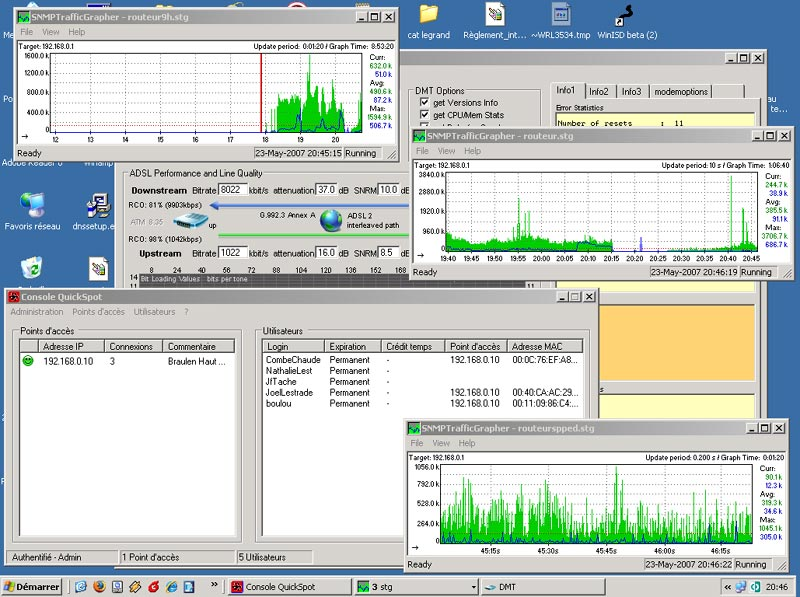 SNMPTrafficGrapher - routeur9h.stg
File View Help
Target: 192.168.0.1 Update period: 0:01:20 / Graph Time: 8:53:20
1600.0 k
1200.0 k
800.0 k
400.0 k
0.0
12 13 14 15 16 17 18 19 20
Curr:
632.0 k
51.0 k
Avg:
490.6 k
87.2 k
Max:
1594.9 k
506.7 k
Ready 23-May-2007 20:45:15 Running
cat legrand
Règlement_int...
~WRL3534.tmp
WinISD beta (2)
DMT Options
get Versions Info
get CPU/Mem Stats
Info1 Info2 Info3 modemoptions
Error Statistics
Number of resets : 11
SNMPTrafficGrapher - routeur.stg
File View Help
Target: 192.168.0.1 Update period: 10 s / Graph Time: 1:06:40
3840.0 k
2880.0 k
1920.0 k
960.0 k
0.0
19:40 19:45 19:50 19:55 20:00 20:05 20:10 20:15 20:20 20:25 20:30 20:35 20:40 20:45
Curr:
244.7 k
38.9 k
Avg:
385.5 k
91.1 k
Max:
3706.7 k
686.7 k
Ready 23-May-2007 20:46:19 Running
Favoris réseau
dnssetup.e
ADSL Performance and Line Quality
Downstream Bitrate 8022 kbit/s attenuation 37.0 dB SNRM 10.0 dB
RCO: 81% (9903kbps)
ATM 8.35 up
G.992.3 Annex A
ADSL 2
interleaved path
RCO: 98% (1042kbps)
Upstream Bitrate 1022 kbit/s attenuation 16.0 dB SNRM 8.5 dB
8 24 40 56 72 88 104 120 136 152 168
14 Bit Loading Values bits per tone
11
Console QuickSpot
Administration Points d'accès Utilisateurs ?
Points d'accès
Adresse IP Connexions Commentaire
192.168.0.10 3 Braulen Haut ...
Utilisateurs
Login Expiration Crédit temps Point d'accès Adresse MAC
CombeChaude Permanent - 192.168.0.10 00:0C:76:EF:A8...
NathalieLest Permanent -
JfTache Permanent -
JoelLestrade Permanent - 192.168.0.10 00:40:CA:AC:29...
boulou Permanent - 192.168.0.10 00:11:09:86:C4:...
Authentifié - Admin 1 Point d'accès 5 Utilisateurs
SNMPTrafficGrapher - routeurspped.stg
File View Help
Target: 192.168.0.1 Update period: 0.200 s / Graph Time: 0:01:20
1056.0 k
792.0 k
528.0 k
264.0 k
0.0
45:15s 45:30s 45:45s 46:00s 46:15s
Curr:
90.1 k
12.3 k
Avg:
319.3 k
34.6 k
Max:
1045.1 k
305.0 k
Ready 23-May-2007 20:46:22 Running
Démarrer
Console QuickSpot
3 stg
DMT
20:46